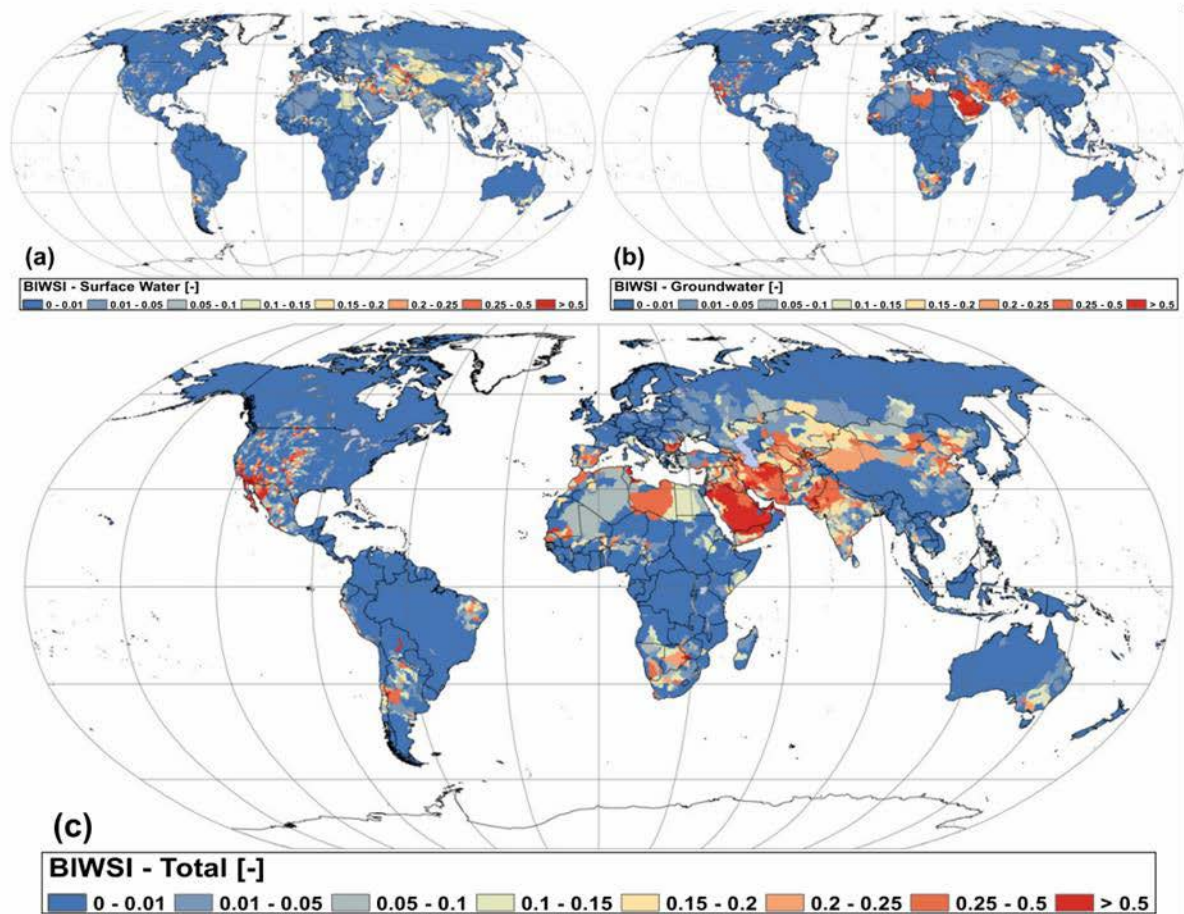 (a)
(b)
BIWSI - Surface Water [-]
0 - 0.01 0.01 - 0.05 0.05 - 0.1 0.1 - 0.15 0.15 - 0.2 0.2 - 0.25 0.25 - 0.5 > 0.5
BIWSI - Groundwater [-]
0 - 0.01 0.01 - 0.05 0.05 - 0.1 0.1 - 0.15 0.15 - 0.2 0.2 - 0.25 0.25 - 0.5 > 0.5
(c)
BIWSI - Total [-]
0 - 0.01 0.01 - 0.05 0.05 - 0.1 0.1 - 0.15 0.15 - 0.2 0.2 - 0.25 0.25 - 0.5 > 0.5